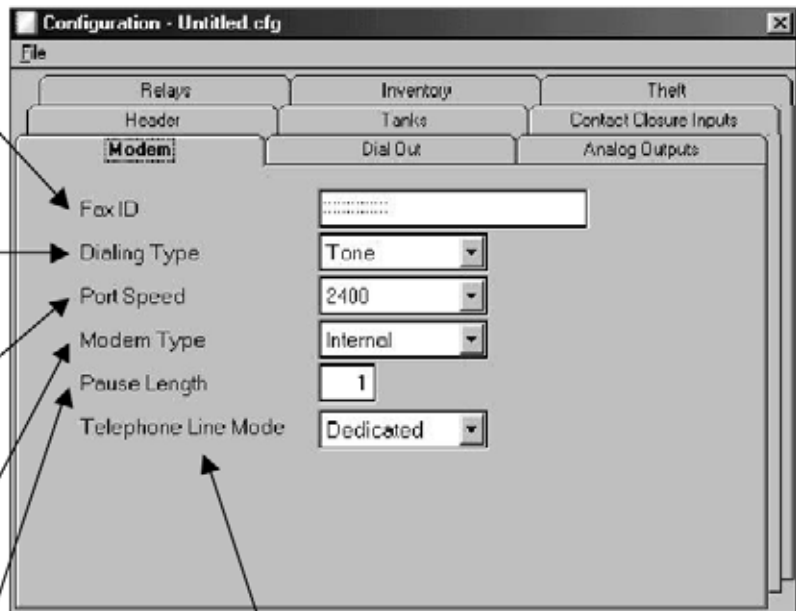 Configuration - Untitled.cfg
File
Relays Inventory Theft
Header Tanks Contact Closure Inputs
Modem Dial Out Analog Outputs
Fax ID
Dialing Type Tone
Port Speed 2400
Modem Type Internal
Pause Length 1
Telephone Line Mode Dedicated